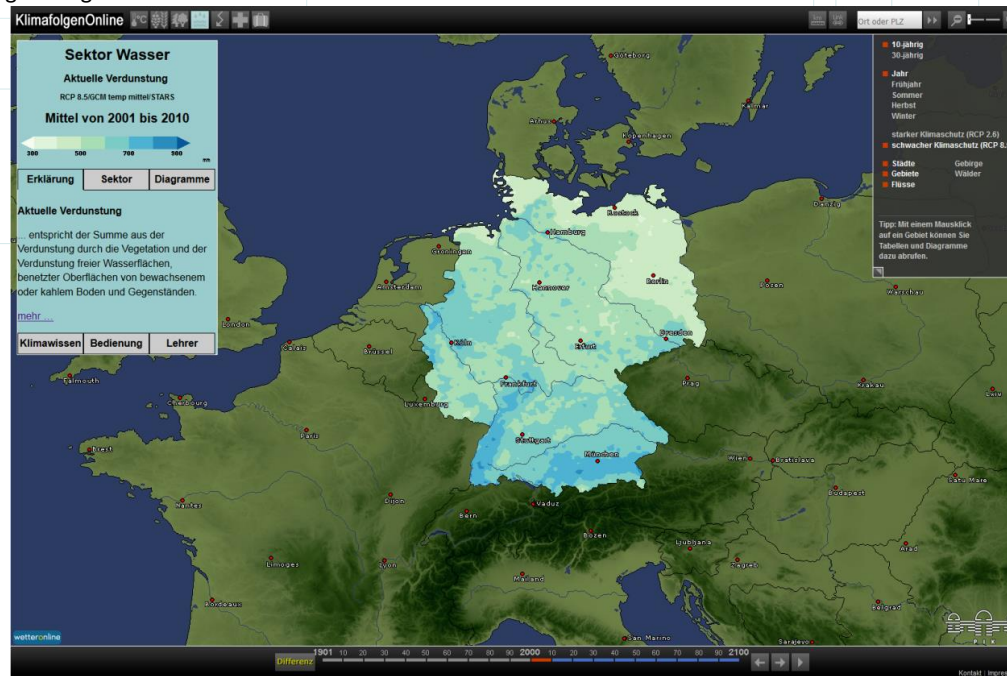 KlimafolgenOnline
Ort oder PLZ
Sektor Wasser
Aktuelle Verdunstung
RCP 8.5/GCM temp mittel/STARS
Mittel von 2001 bis 2010
300 500 700 900
mm
Erklärung Sektor Diagramme
Aktuelle Verdunstung
... entspricht der Summe aus der
Verdunstung durch die Vegetation und der
Verdunstung freier Wasserflächen,
benetzter Oberflächen von bewachsenem
oder kahlem Boden und Gegenständen.
mehr ...
Klimawissen Bedienung Lehrer
10-jährig
30-jährig
Jahr
Frühjahr
Sommer
Herbst
Winter
starker Klimaschutz (RCP 2.6)
schwacher Klimaschutz (RCP 8.
Städte Gebirge
Gebiete Wälder
Flüsse
Tipp: Mit einem Mausklick
auf ein Gebiet können Sie
Tabellen und Diagramme
dazu abrufen.
Göteborg
Kalmar
Århus
Kopenhagen
Danzig
Rostock
Hamburg
Groningen
Amsterdam
Hannover
Berlin
Posen
Warschau
London
Calais
Brüssel
Köln
Erfurt
Dresden
Falmouth
Cherbourg
Luxemburg
Frankfurt
Prag
Krakau
Lviv
Paris
Brest
Stuttgart
München
Wien
Bratislava
Satu Mare
Budapest
Nantes
Dijon
Bern
Vaduz
Bozen
Ljubljana
Zagreb
Arad
Limoges
Lyon
Mailand
Bordeaux
Belgrad
San Marino
Sarajevo
wetteronline
PIK
Differenz
1901 10 20 30 40 50 60 70 80 90 2000 10 20 30 40 50 60 70 80 90 2100
Kontakt | Impres